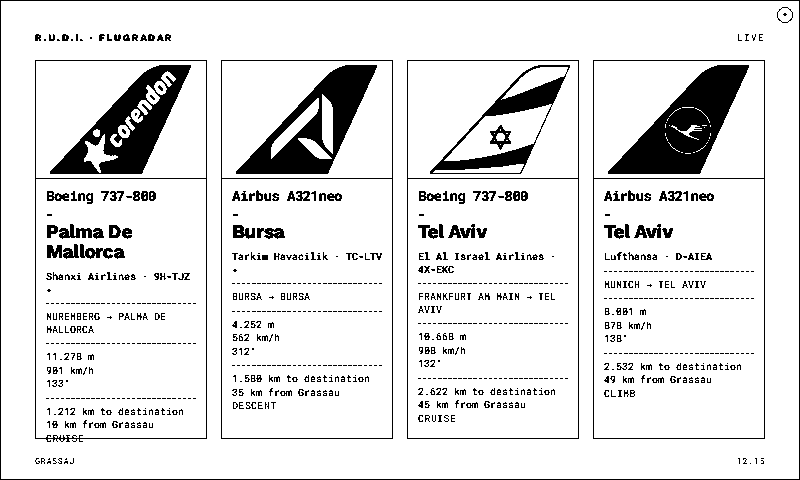 R.U.D.I. · FLUGRADAR
LIVE
corendon
Boeing 737-800
-
Palma De
Mallorca
Shanxi Airlines · 9H-TJZ
•
NUREMBERG → PALMA DE
MALLORCA
11.278 m
901 km/h
133°
1.212 km to destination
10 km from Grassau
CRUISE
Airbus A321neo
-
Bursa
Tarkim Havacilik · TC-LTV
•
BURSA → BURSA
4.252 m
562 km/h
312°
1.580 km to destination
35 km from Grassau
DESCENT
Boeing 737-800
-
Tel Aviv
El Al Israel Airlines ·
4X-EKC
FRANKFURT AM MAIN → TEL
AVIV
10.668 m
908 km/h
132°
2.622 km to destination
45 km from Grassau
CRUISE
Airbus A321neo
-
Tel Aviv
Lufthansa · D-AIEA
MUNICH → TEL AVIV
8.001 m
878 km/h
138°
2.532 km to destination
49 km from Grassau
CLIMB
GRASSAU
12.15